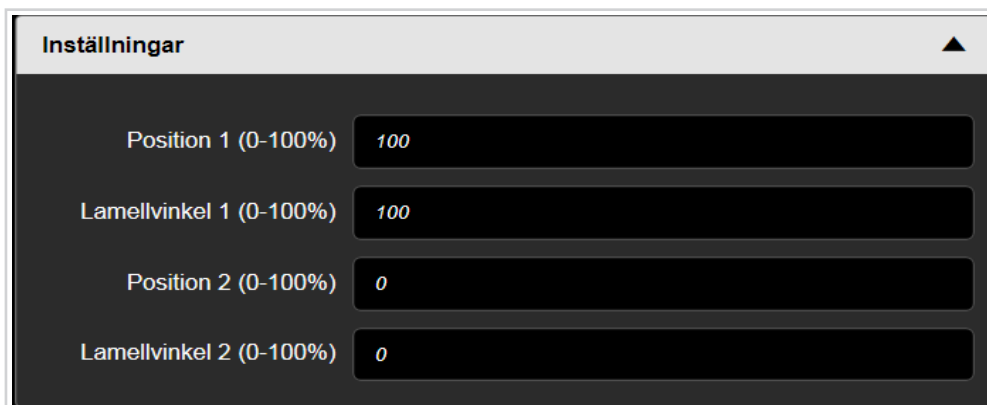 Inställningar
Position 1 (0-100%) 100
Lamellvinkel 1 (0-100%) 100
Position 2 (0-100%) 0
Lamellvinkel 2 (0-100%) 0